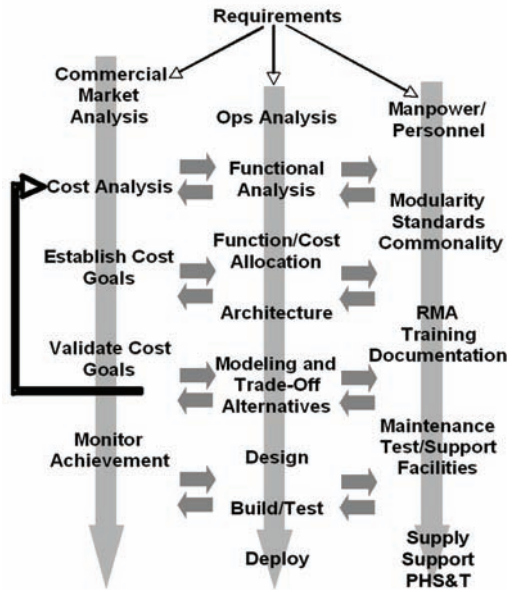 Requirements
Commercial
Market
Analysis
Cost Analysis
Establish Cost
Goals
Validate Cost
Goals
Monitor
Achievement
Ops Analysis
Functional
Analysis
Function/Cost
Allocation
Architecture
Modeling and
Trade-Off
Alternatives
Design
Build/Test
Deploy
Manpower/
Personnel
Modularity
Standards
Commonality
RMA
Training
Documentation
Maintenance
Test/Support
Facilities
Supply
Support
PHS&T